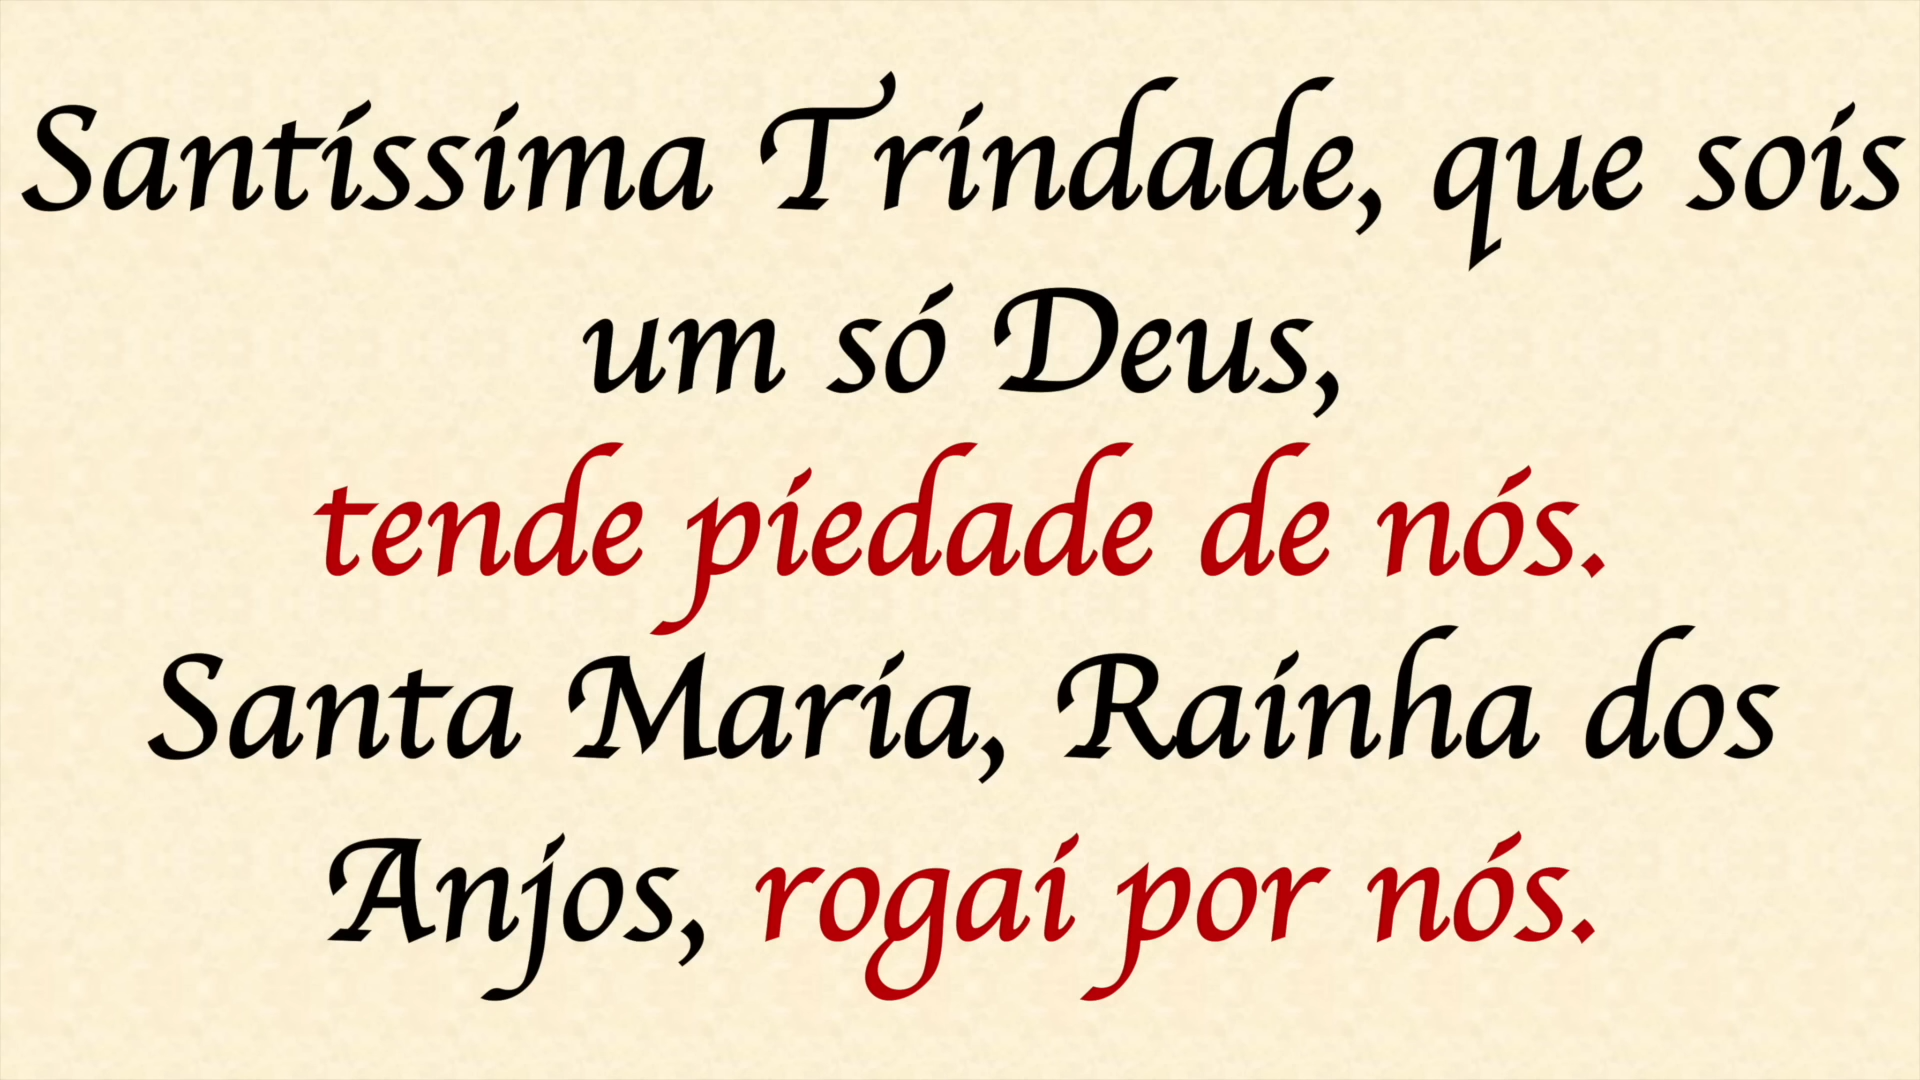 Santíssima Trindade, que sois
um só Deus,
tende piedade de nós.
Santa Maria, Rainha dos
Anjos, rogai por nós.